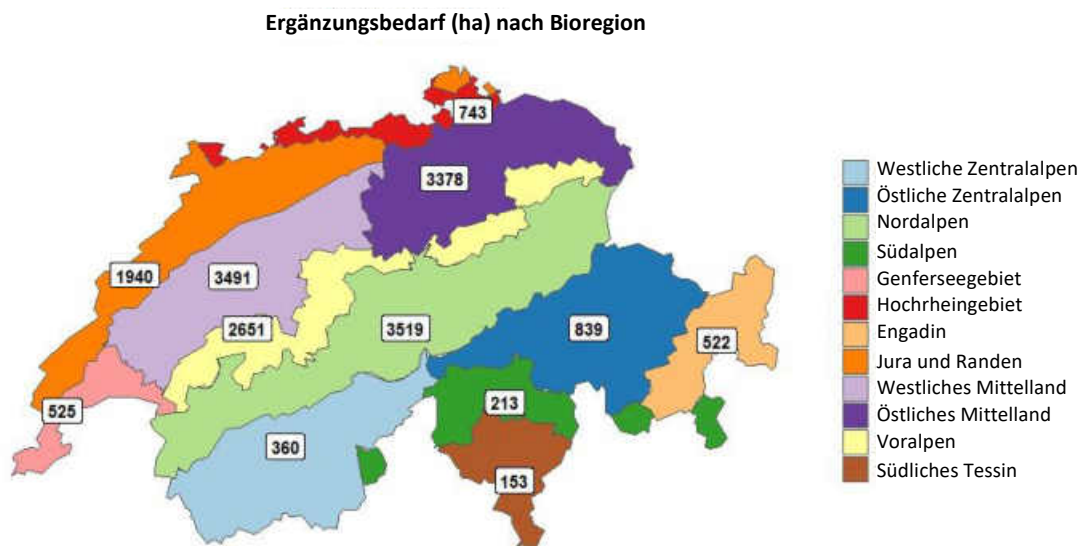 Ergänzungsbedarf (ha) nach Bioregion
743
3378
1940
3491
2651
3519
839
522
525
213
360
153
Westliche Zentralalpen
Östliche Zentralalpen
Nordalpen
Südalpen
Genferseegebiet
Hochrheingebiet
Engadin
Jura und Randen
Westliches Mittelland
Östliches Mittelland
Voralpen
Südliches Tessin